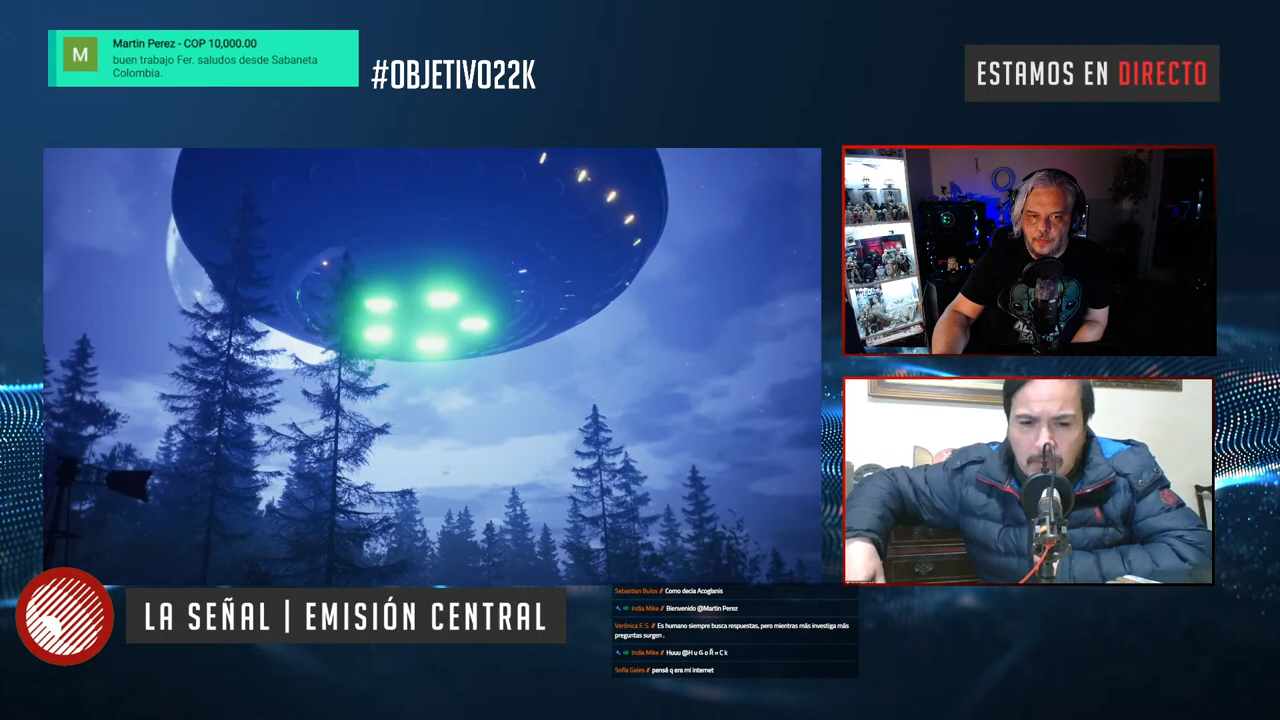 M
Martin Perez - COP 10,000.00
buen trabajo Fer. saludos desde Sabaneta
Colombia.
#OBJETIVO22K
ESTAMOS EN DIRECTO
LA SEÑAL | EMISIÓN CENTRAL
Sebastian Bulos // Como decía Acoglanis
India Mike // Bienvenido @Martin Perez
Verónica F. S. // Es humano siempre busca respuestas, pero mientras más investiga más
preguntas surgen .
India Mike // Huuu @H u G o Ñ α C k
Sofía Gales // pensé q era mi internet